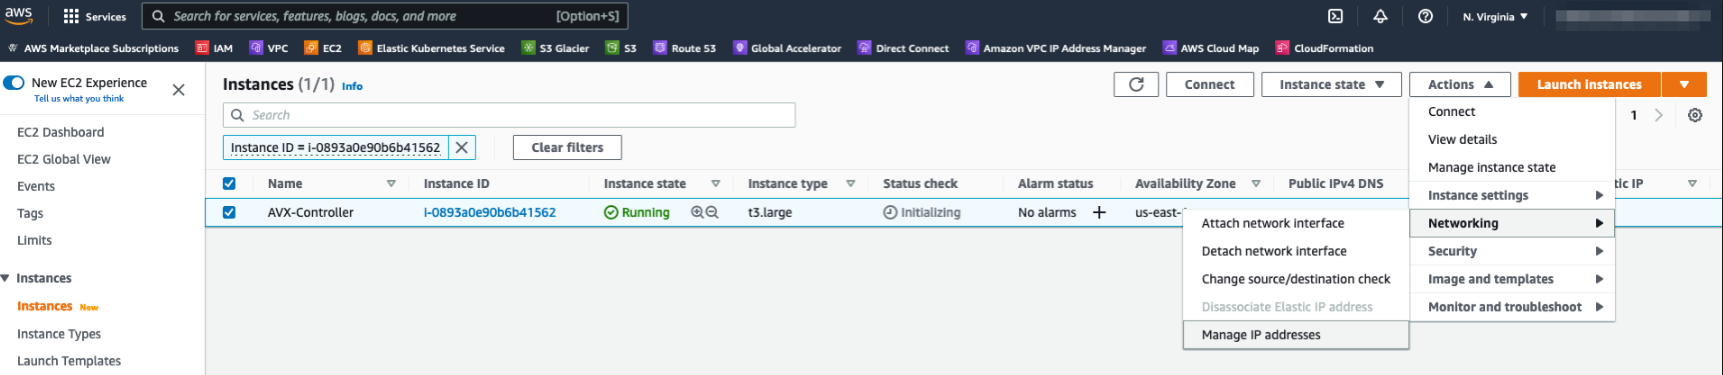 aws Services Search for services, features, blogs, docs, and more [Option+S] N. Virginia
AWS Marketplace Subscriptions IAM VPC EC2 Elastic Kubernetes Service S3 Glacier S3 Route 53 Global Accelerator Direct Connect Amazon VPC IP Address Manager AWS Cloud Map CloudFormation
New EC2 Experience
Tell us what you think
EC2 Dashboard
EC2 Global View
Events
Tags
Limits
Instances
Instances New
Instance Types
Launch Templates
Instances (1/1) Info
Connect Instance state Actions Launch instances
Search
1
Instance ID = i-0893a0e90b6b41562 Clear filters
Name Instance ID Instance state Instance type Status check Alarm status Availability Zone Public IPv4 DNS IP
AVX-Controller i-0893a0e90b6b41562 Running t3.large Initializing No alarms + us-east-
Connect
View details
Manage instance state
Instance settings
Networking
Security
Image and templates
Monitor and troubleshoot
Attach network interface
Detach network interface
Change source/destination check
Disassociate Elastic IP address
Manage IP addresses